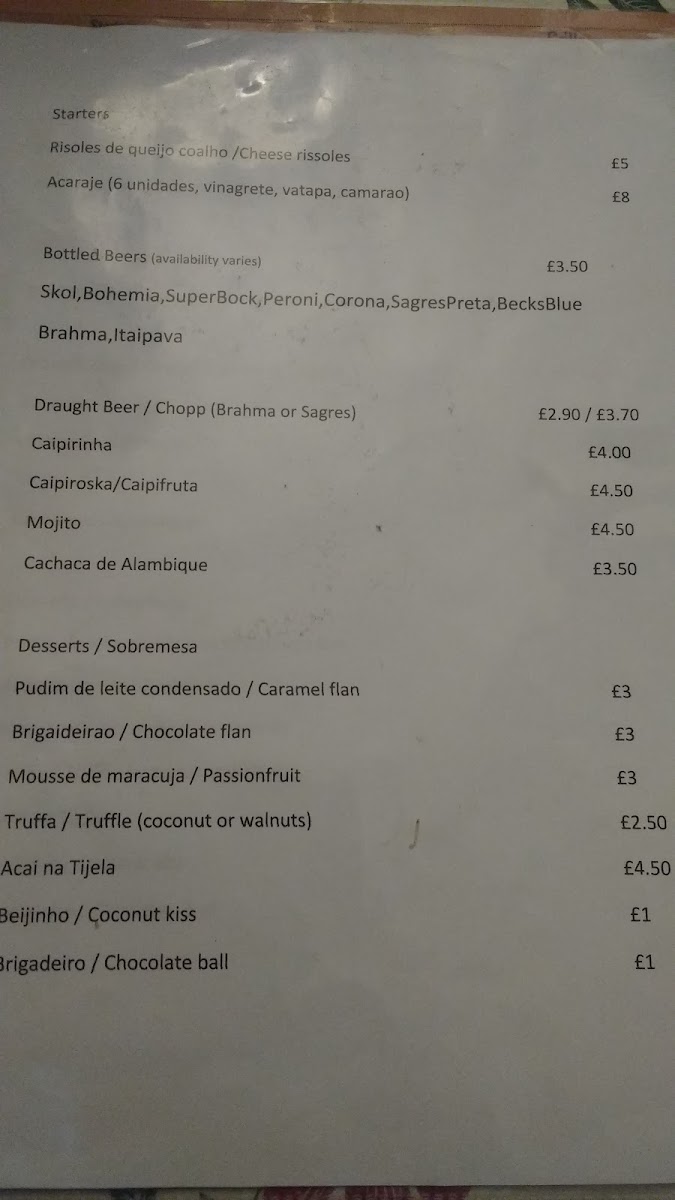 Starters
Risoles de queijo coalho /Cheese rissoles £5
Acaraje (6 unidades, vinagrete, vatapa, camarao) £8
Bottled Beers (availability varies) £3.50
Skol,Bohemia,SuperBock,Peroni,Corona,SagresPreta,BecksBlue
Brahma,Itaipava
Draught Beer / Chopp (Brahma or Sagres) £2.90 / £3.70
Caipirinha £4.00
Caipiroska/Caipifruta £4.50
Mojito £4.50
Cachaca de Alambique £3.50
Desserts / Sobremesa
Pudim de leite condensado / Caramel flan £3
Brigaideirao / Chocolate flan £3
Mousse de maracuja / Passionfruit £3
Truffa / Truffle (coconut or walnuts) £2.50
Acai na Tijela £4.50
Beijinho / Coconut kiss £1
Brigadeiro / Chocolate ball £1